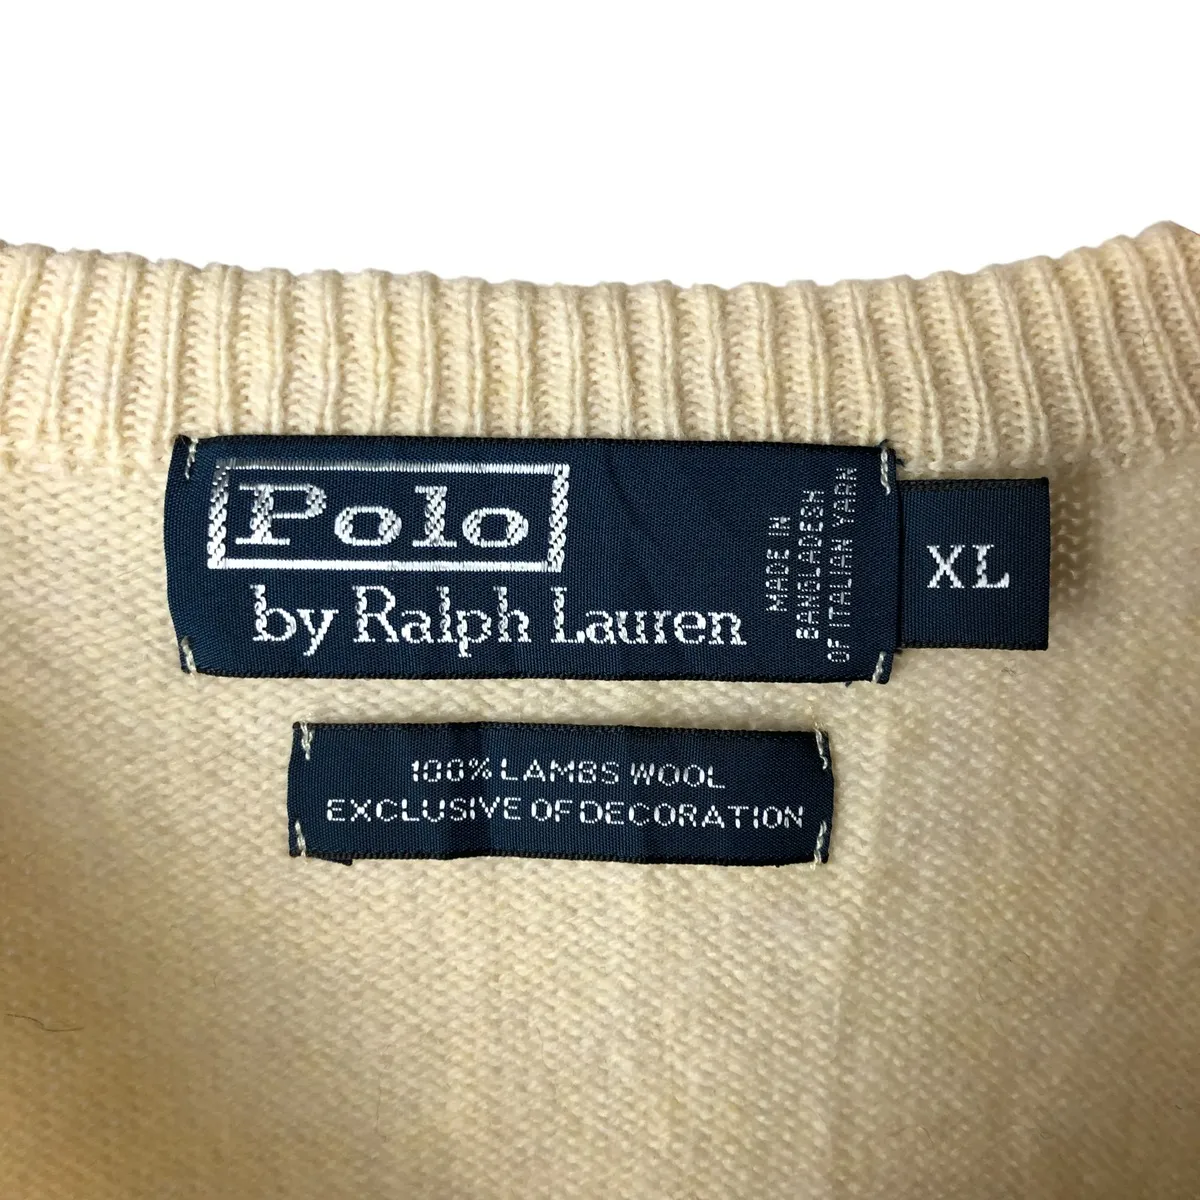 Polo
by Ralph Lauren
MADE IN
BANGLADESH
OF ITALIAN YARN
XL
100% LAMBS WOOL
EXCLUSIVE OF DECORATION